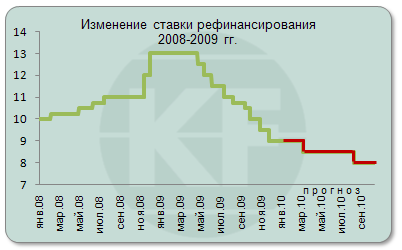 Изменение ставки рефинансирования
2008-2009 гг.
14
13
12
11
10
9
8
7
прогноз
янв.08
мар.08
май.08
июл.08
сен.08
ноя.08
янв.09
мар.09
май.09
июл.09
сен.09
ноя.09
янв.10
мар.10
май.10
июл.10
сен.10
KF